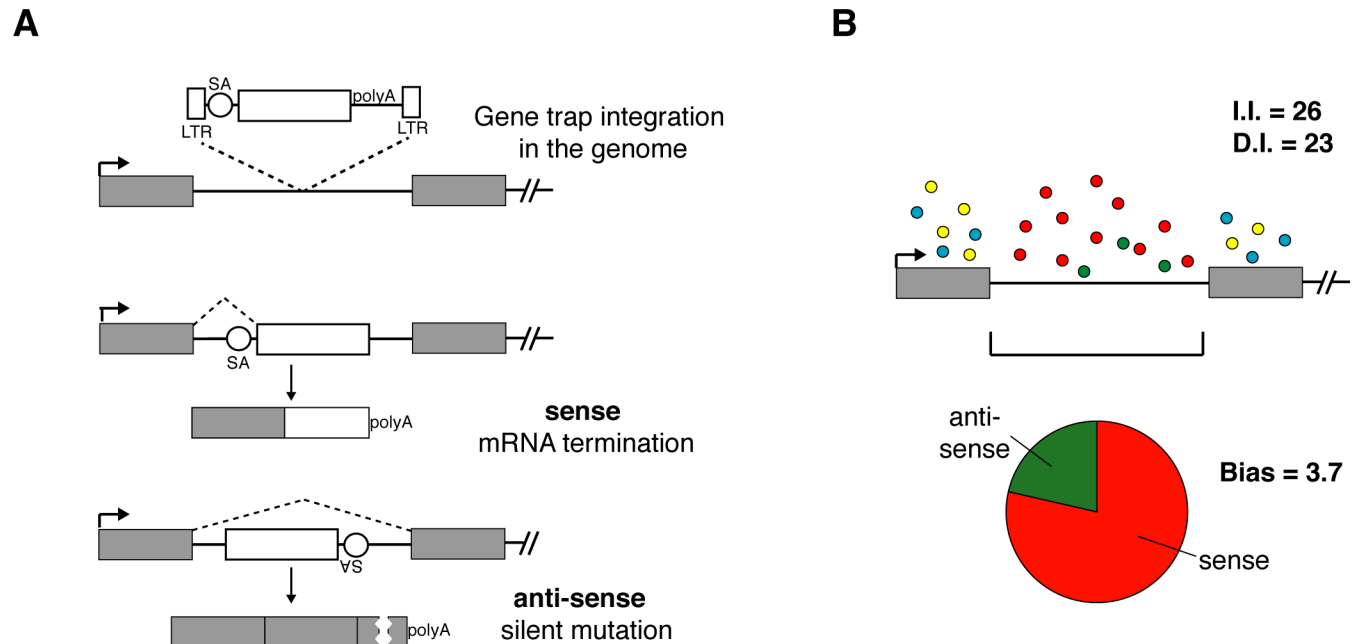 A
SA
polyA
LTR
LTR
Gene trap integration
in the genome
SA
polyA
sense
mRNA termination
SA
polyA
anti-sense
silent mutation
B
I.I. = 26
D.I. = 23
anti-
sense
Bias = 3.7
sense